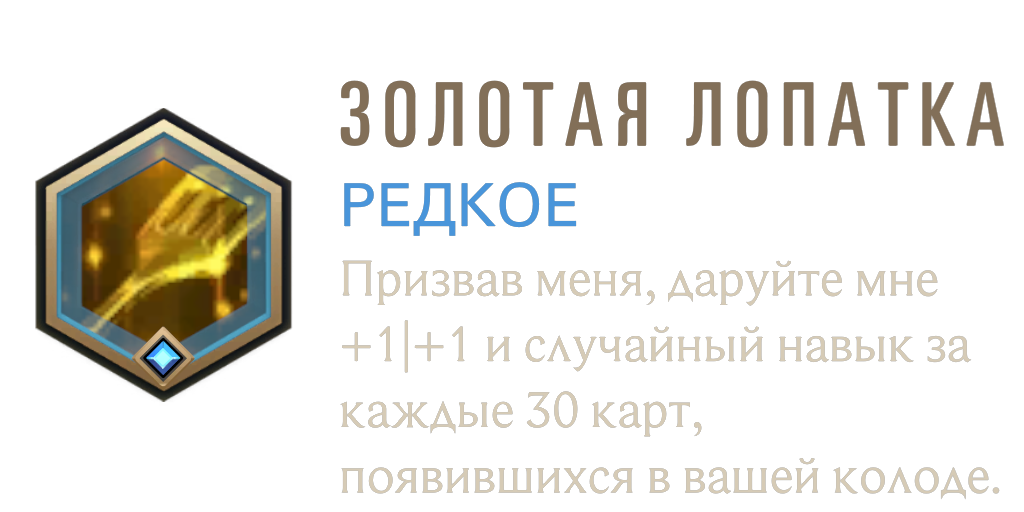 ЗОЛОТАЯ ЛОПАТКА
РЕДКОЕ
Призвав меня, даруйте мне
+1|+1 и случайный навык за
каждые 30 карт,
появившихся в вашей колоде.